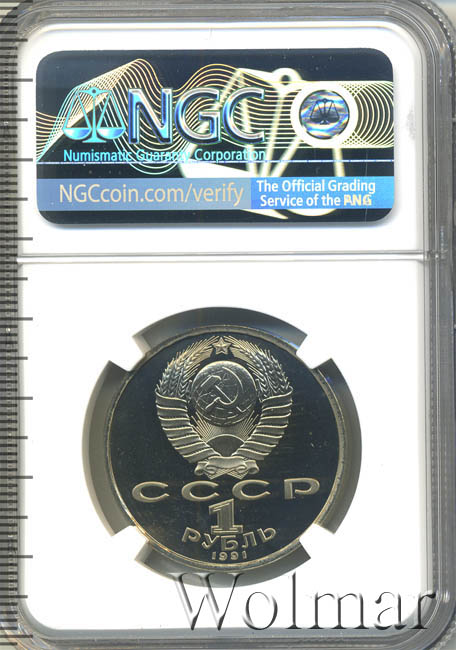 NGC
Numismatic Guaranty Corporation
NGCcoin.com/verify
The Official Grading
Service of the PNG
СССР
1
РУБЛЬ
1991
Wolmar